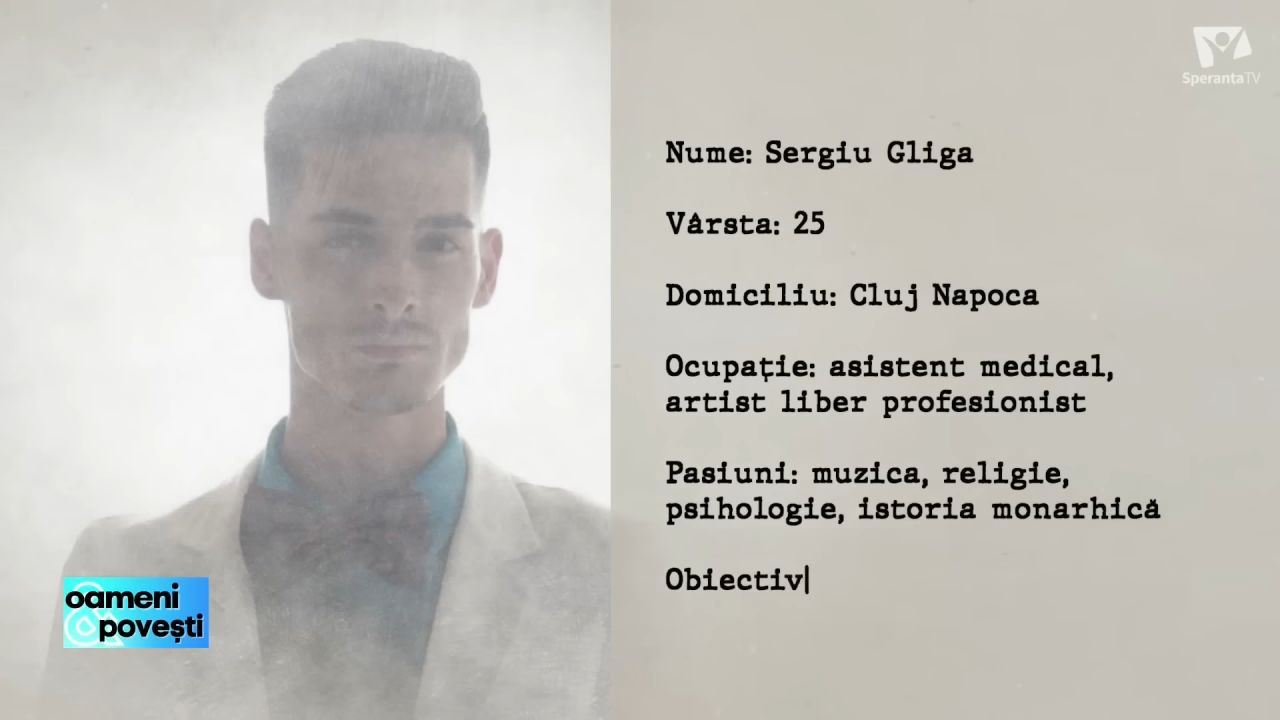 SperantaTV
Nume: Sergiu Gliga
Vârsta: 25
Domiciliu: Cluj Napoca
Ocupație: asistent medical,
artist liber profesionist
Pasiuni: muzica, religie,
psihologie, istoria monarhică
Obiectiv
oameni
& povești